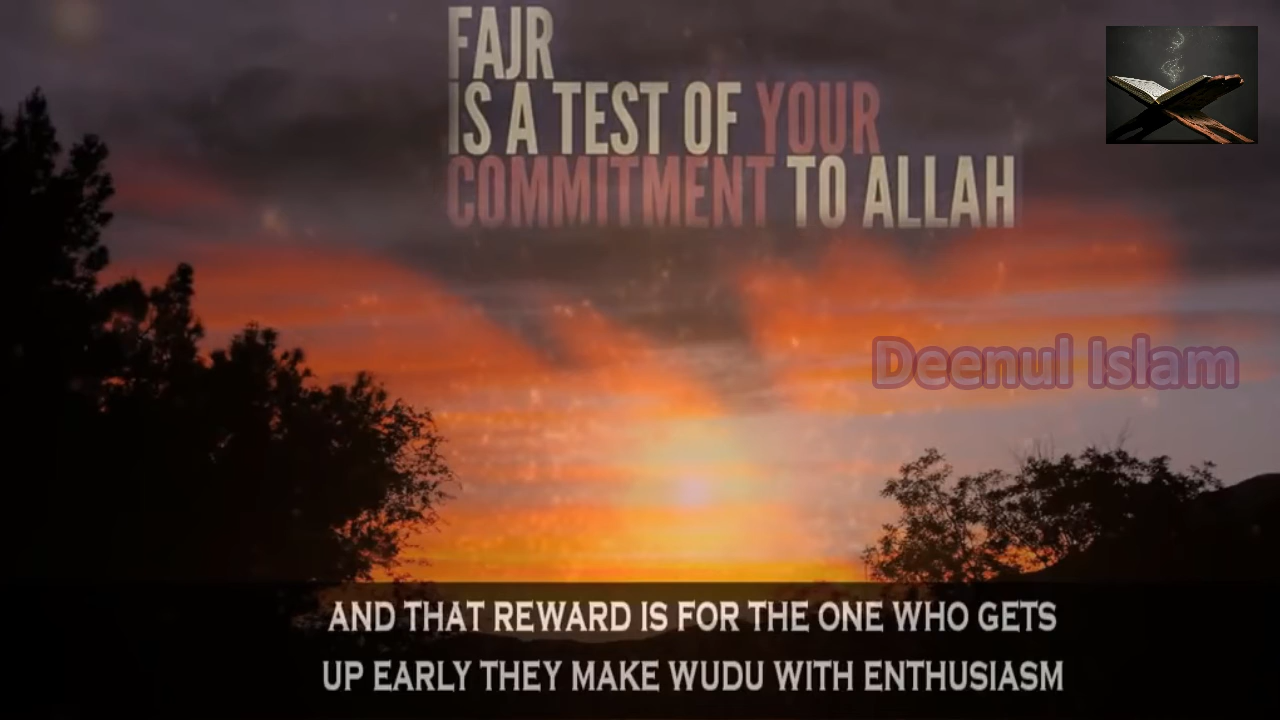 FAJR
IS A TEST OF YOUR
COMMITMENT TO ALLAH
Deenul Islam
AND THAT REWARD IS FOR THE ONE WHO GETS
UP EARLY THEY MAKE WUDU WITH ENTHUSIASM